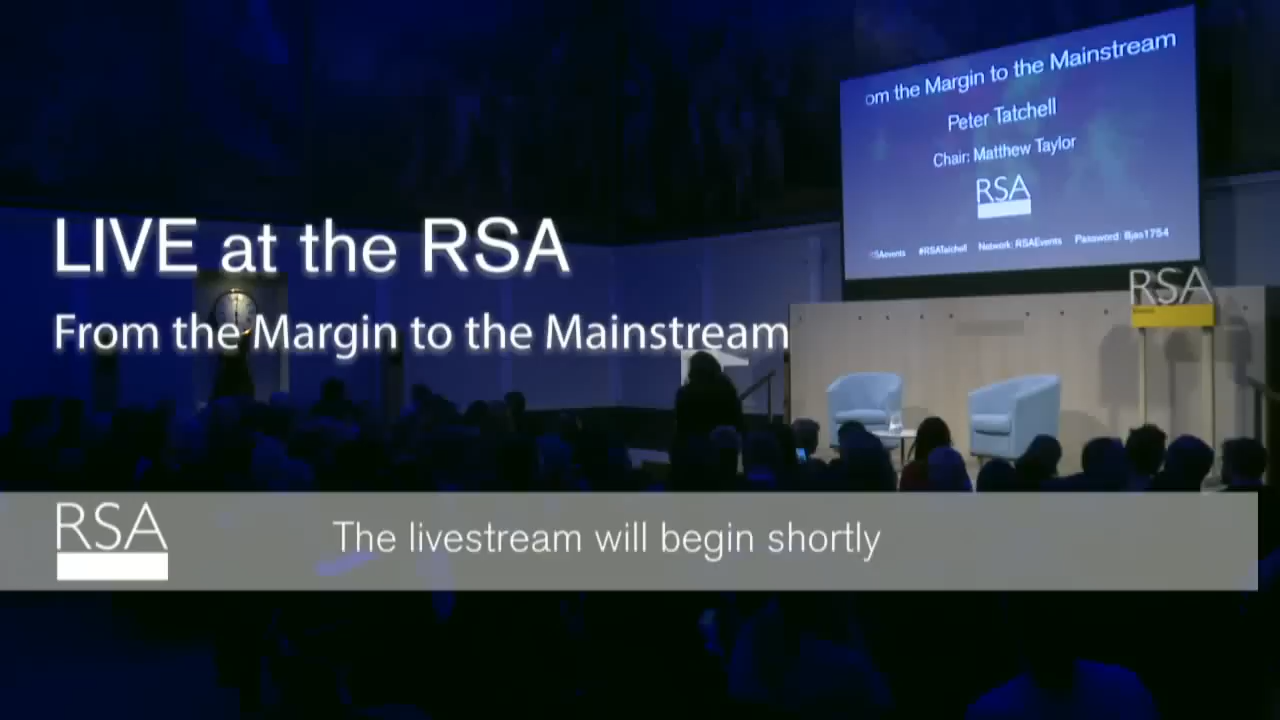 LIVE at the RSA
From the Margin to the Mainstream
om the Margin to the Mainstream
Peter Tatchell
Chair: Matthew Taylor
RSA
#RSATatchell Network: RSAEvents Password:
RSA
RSA
The livestream will begin shortly